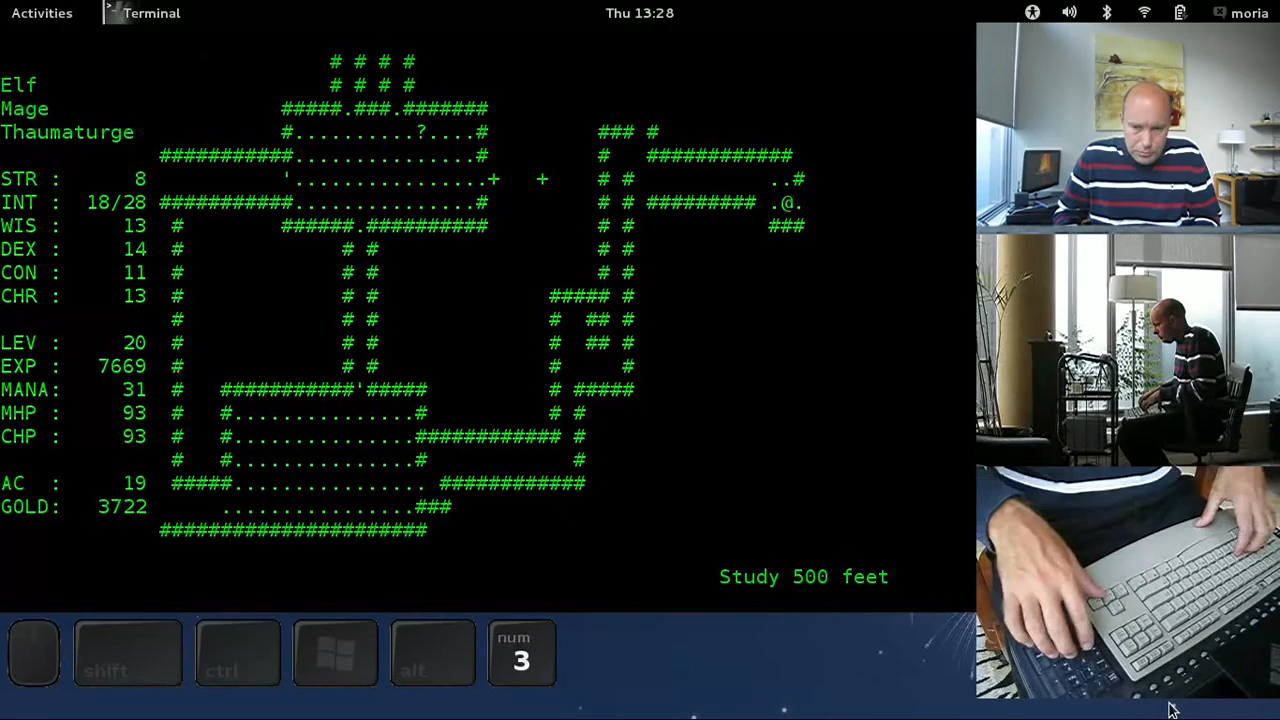 Activities Terminal Thu 13:28 moria
# # # #
Elf # # # #
Mage #####.###.#######
Thaumaturge #..........?....# ### #
###########...............# # ############
STR : 8 '................+ + # # ..#
INT : 18/28 ###########...............# # # ######### .@.
WIS : 13 # ######.########## # # ###
DEX : 14 # # # # #
CON : 11 # # # # #
CHR : 13 # # # ##### #
# # # # ## #
LEV : 20 # # # # ## #
EXP : 7669 # # # # #
MANA: 31 # ###########'##### # #####
MHP : 93 # #...............# # #
CHP : 93 # #...............############ #
# #...............# #
AC : 19 #####................ ############
GOLD: 3722 ................###
######################
Study 500 feet
shift ctrl alt num
3